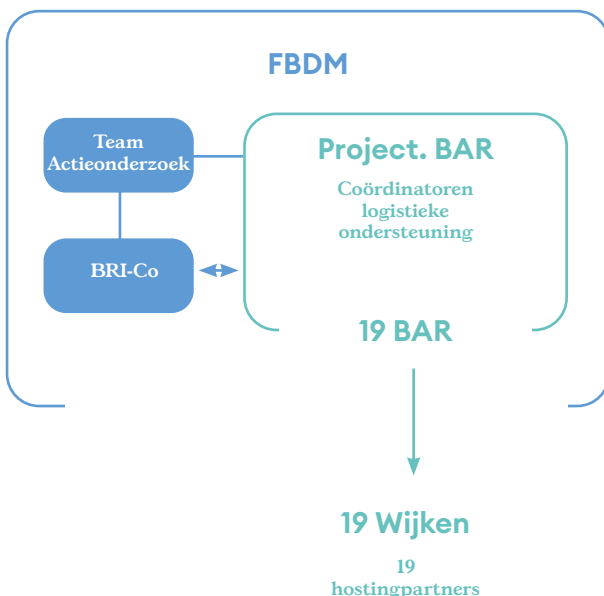 FBDM
Team
Actieonderzoek
BRI-Co
Project. BAR
Coördinatoren
logistieke
ondersteuning
19 BAR
19 Wijken
19
hostingpartners